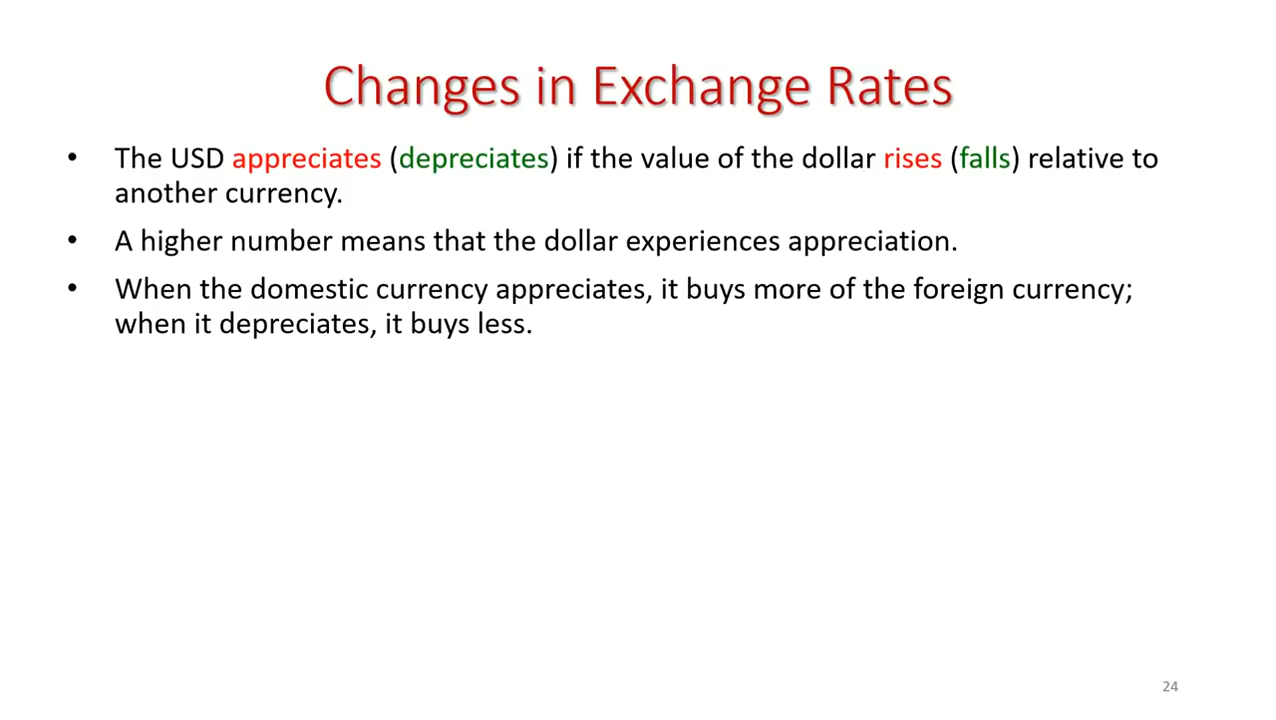 Changes in Exchange Rates
• The USD appreciates (depreciates) if the value of the dollar rises (falls) relative to
another currency.
• A higher number means that the dollar experiences appreciation.
• When the domestic currency appreciates, it buys more of the foreign currency;
when it depreciates, it buys less.
24